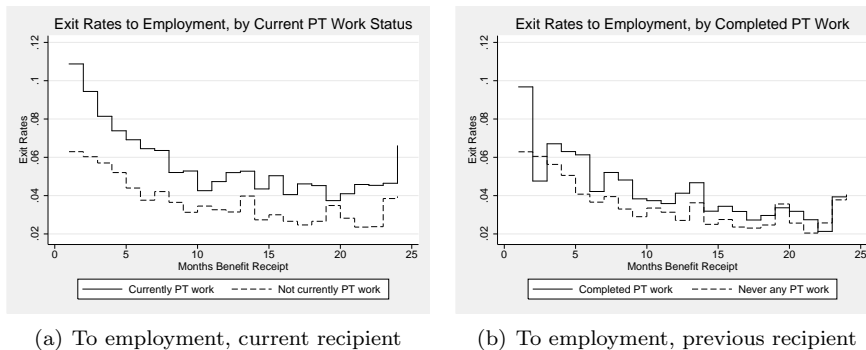 Exit Rates to Employment, by Current PT Work Status
Exit Rates
.02 .04 .06 .08 .1 .12
0 5 10 15 20 25
Months Benefit Receipt
Currently PT work Not currently PT work
(a) To employment, current recipient
Exit Rates to Employment, by Completed PT Work
Exit Rates
.02 .04 .06 .08 .1 .12
0 5 10 15 20 25
Months Benefit Receipt
Completed PT work Never any PT work
(b) To employment, previous recipient